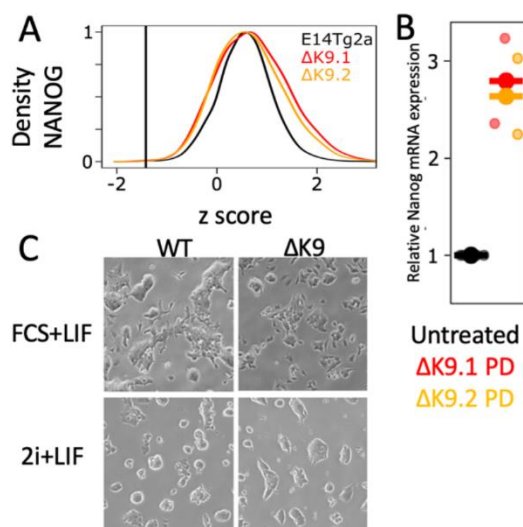 A
E14Tg2a
ΔK9.1
ΔK9.2
Density
NANOG
1
0
-2
0
2
z score
B
Relative Nanog mRNA expression
3
2
1
Untreated
ΔK9.1 PD
ΔK9.2 PD
C
WT
ΔK9
FCS+LIF
2i+LIF